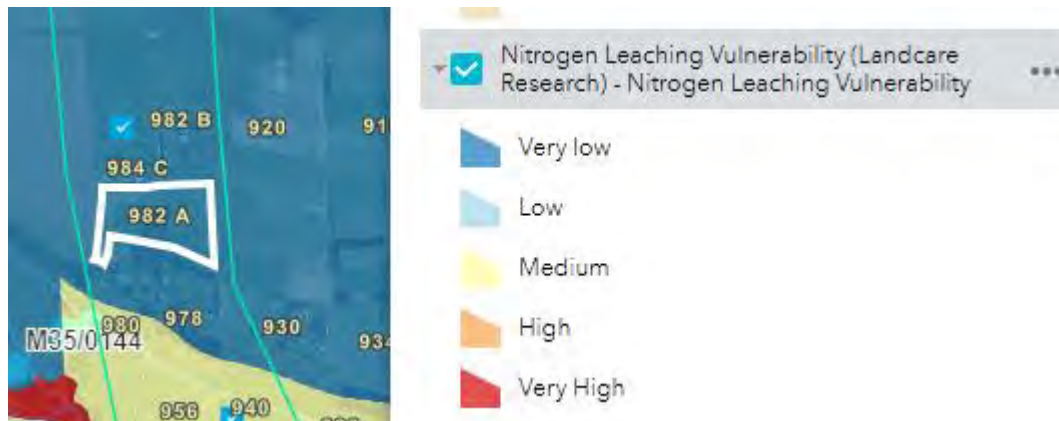 982 B
920
91
984 C
982 A
980
978
930
934
M35/0144
956
940
Nitrogen Leaching Vulnerability (Landcare
Research) - Nitrogen Leaching Vulnerability
Very low
Low
Medium
High
Very High